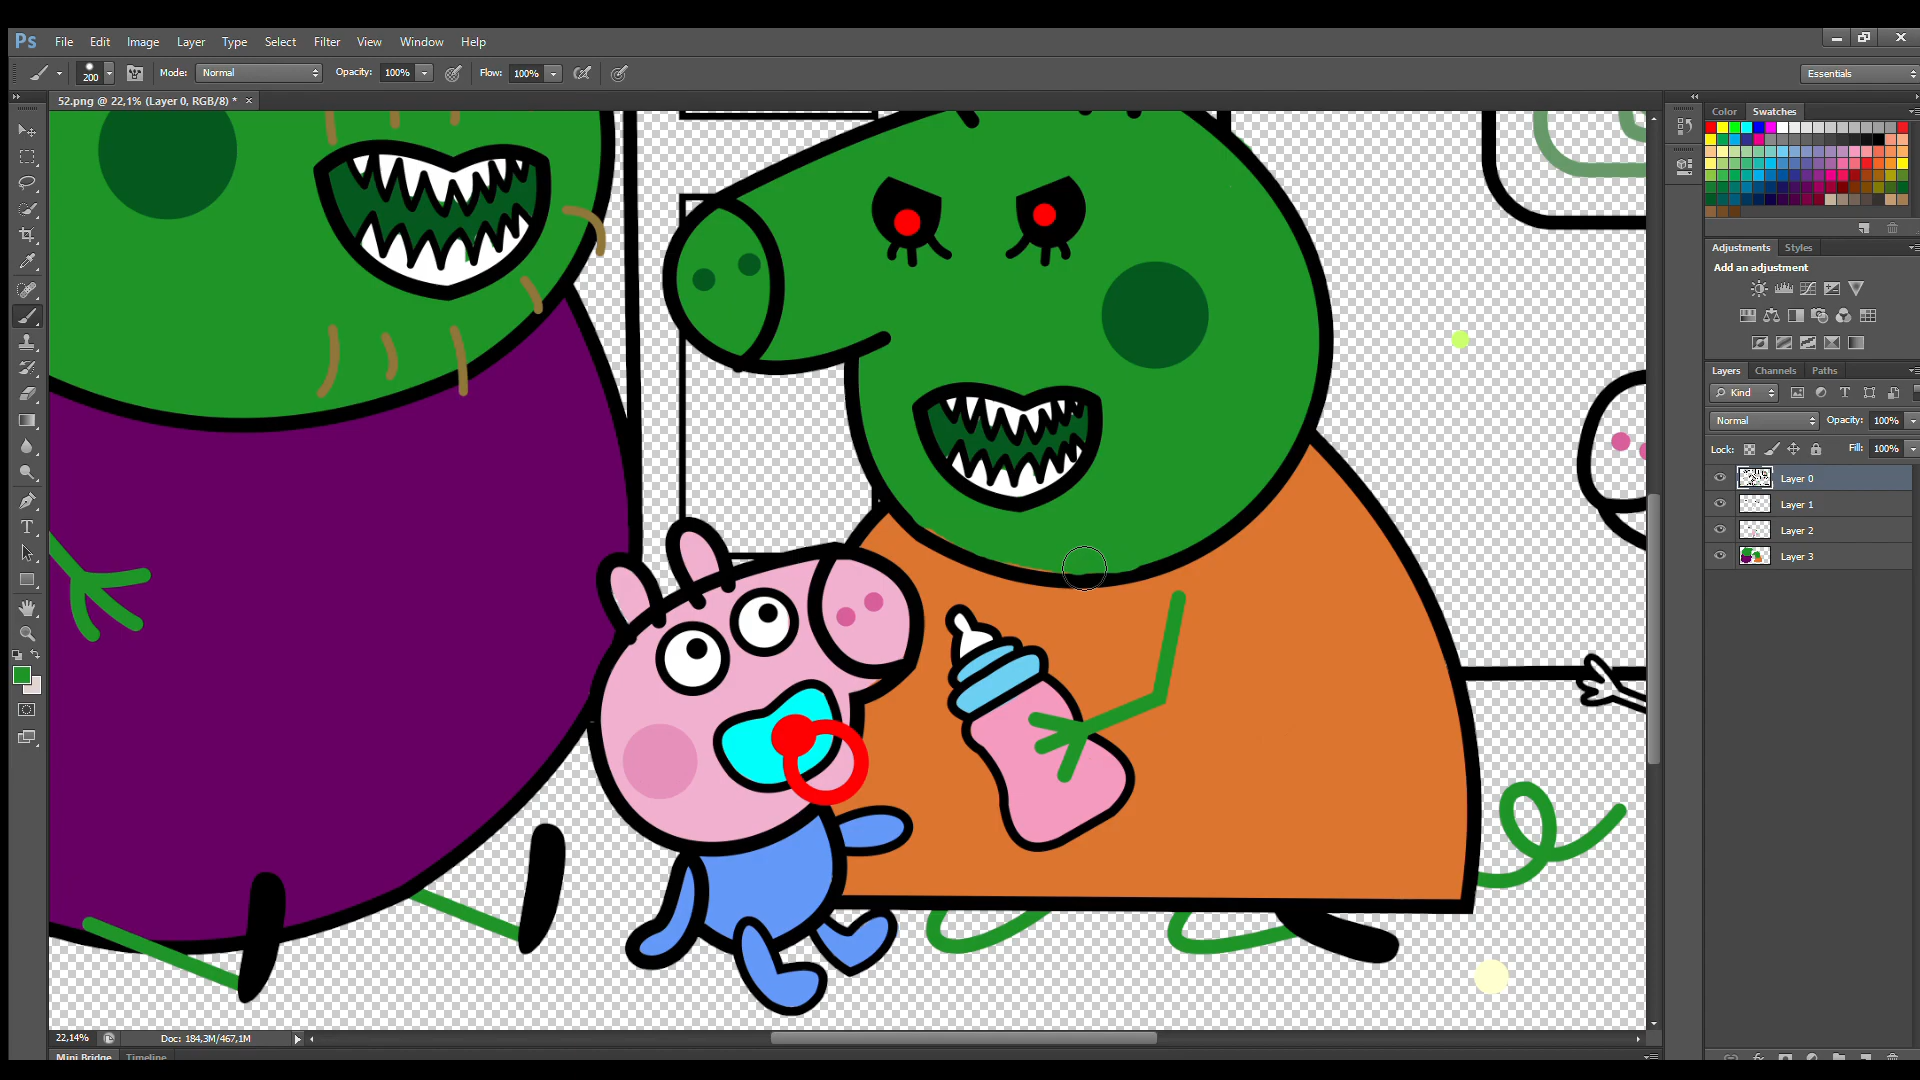 Ps File Edit Image Layer Type Select Filter View Window Help
200 Mode: Normal Opacity: 100% Flow: 100% Essentials
52.png @ 22,1% (Layer 0, RGB/8) *
Color Swatches
Adjustments Styles
Add an adjustment
Layers Channels Paths
Kind
Normal Opacity: 100%
Lock: Fill: 100%
Layer 0
Layer 1
Layer 2
Layer 3
22,14% Doc: 184,3M/467,1M
Mini Bridge Timeline